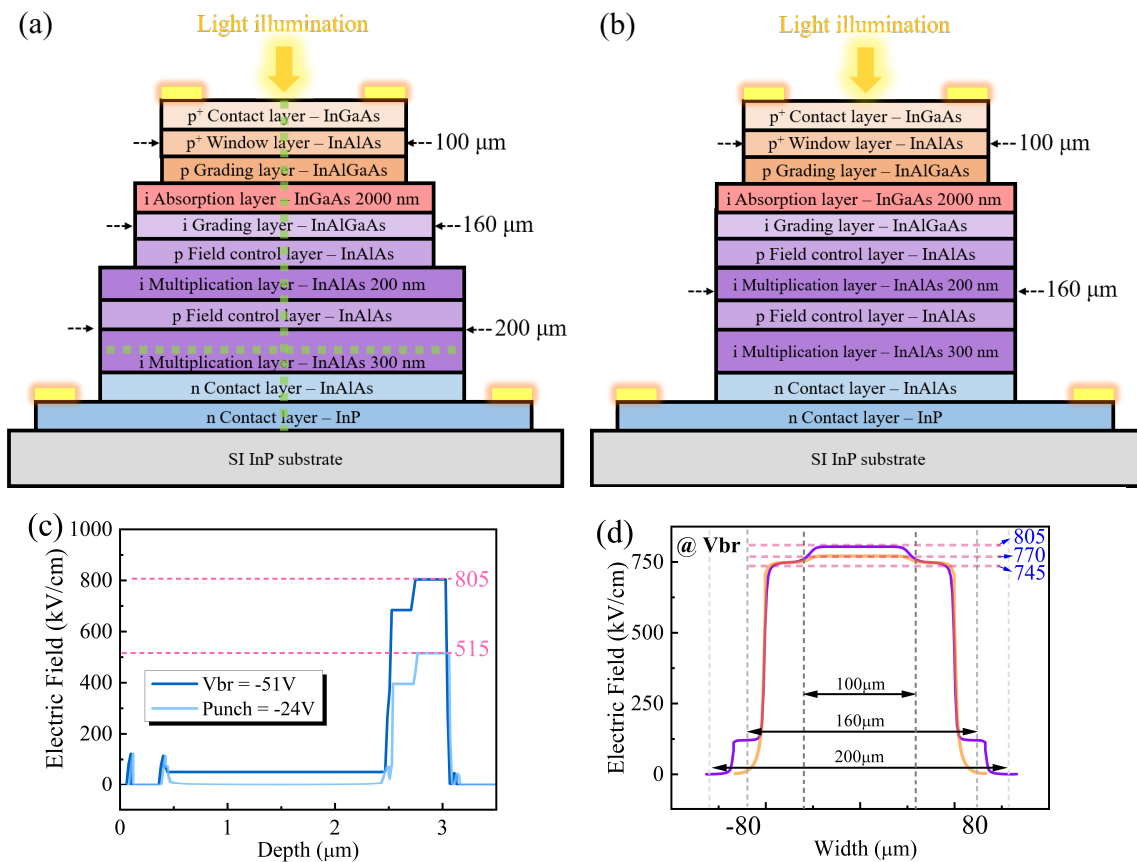 (a)
Light illumination
p+ Contact layer – InGaAs
p+ Window layer – InAlAs
100 μm
p Grading layer – InAlGaAs
i Absorption layer – InGaAs 2000 nm
i Grading layer – InAlGaAs
160 μm
p Field control layer – InAlAs
i Multiplication layer – InAlAs 200 nm
p Field control layer – InAlAs
200 μm
i Multiplication layer – InAlAs 300 nm
n Contact layer – InAlAs
n Contact layer – InP
SI InP substrate
(b)
Light illumination
p+ Contact layer – InGaAs
p+ Window layer – InAlAs
100 μm
p Grading layer – InAlGaAs
i Absorption layer – InGaAs 2000 nm
i Grading layer – InAlGaAs
p Field control layer – InAlAs
i Multiplication layer – InAlAs 200 nm
160 μm
p Field control layer – InAlAs
i Multiplication layer – InAlAs 300 nm
n Contact layer – InAlAs
n Contact layer – InP
SI InP substrate
(c)
1000
800
600
400
200
0
Electric Field (kV/cm)
805
515
Vbr = -51V
Punch = -24V
0
1
2
3
Depth (μm)
(d)
@ Vbr
805
770
745
750
500
250
0
Electric Field (kV/cm)
100μm
160μm
200μm
-80
80
Width (μm)